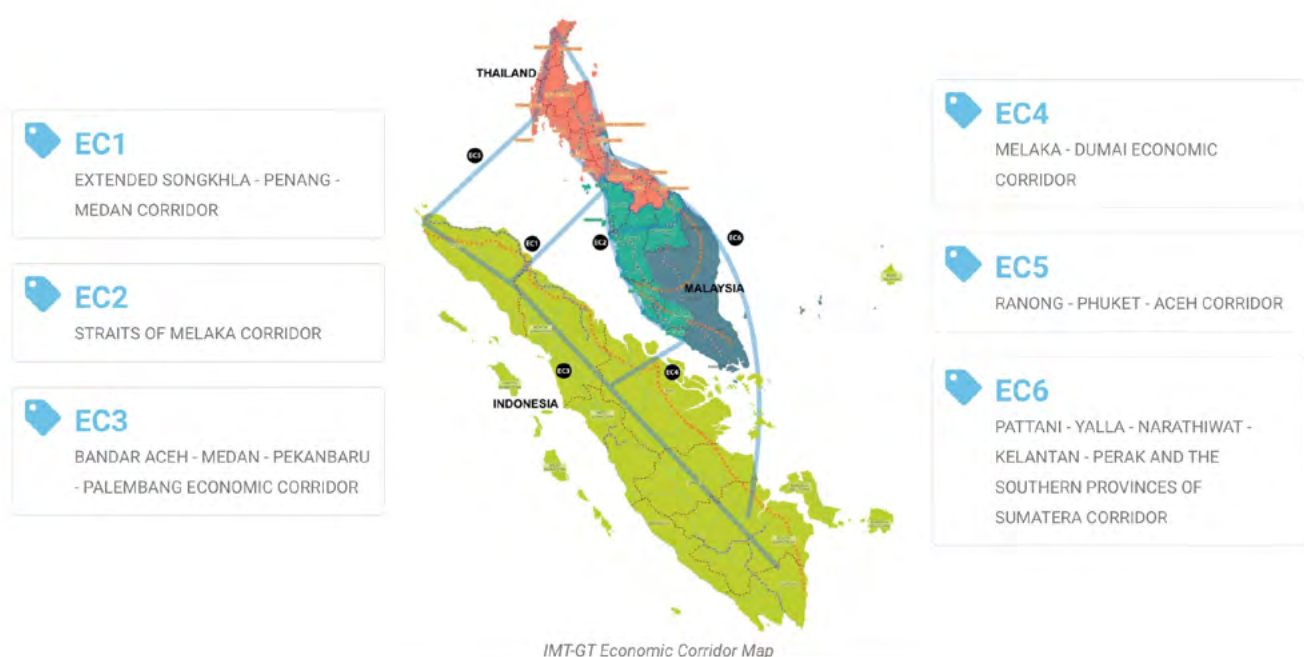 EC1
EXTENDED SONGKHLA - PENANG -
MEDAN CORRIDOR
EC2
STRAITS OF MELAKA CORRIDOR
EC3
BANDAR ACEH - MEDAN - PEKANBARU
- PALEMBANG ECONOMIC CORRIDOR
THAILAND
EC3
EC1
EC2
EC6
MALAYSIA
EC3
EC4
INDONESIA
EC4
MELAKA - DUMAI ECONOMIC
CORRIDOR
EC5
RANONG - PHUKET - ACEH CORRIDOR
EC6
PATTANI - YALLA - NARATHIWAT -
KELANTAN - PERAK AND THE
SOUTHERN PROVINCES OF
SUMATERA CORRIDOR
IMT-GT Economic Corridor Map